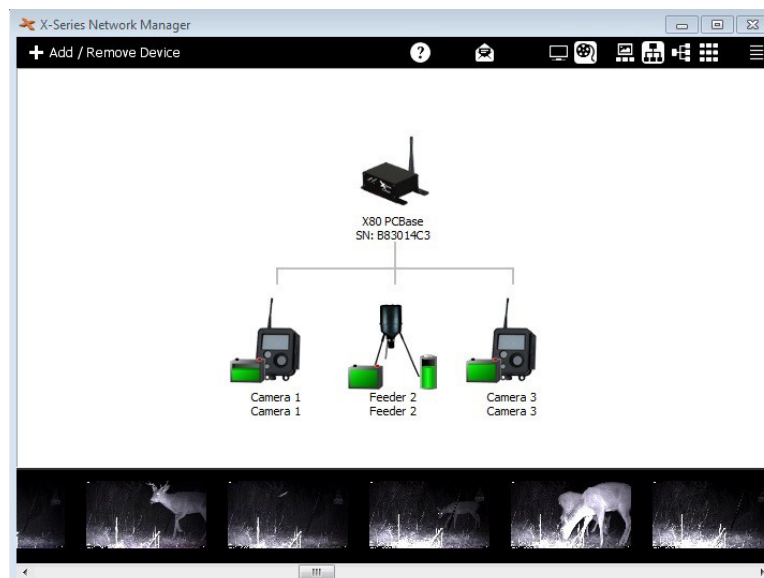 X-Series Network Manager
Add / Remove Device
?
X80 PCBase
SN: B83014C3
Camera 1
Camera 1
Feeder 2
Feeder 2
Camera 3
Camera 3